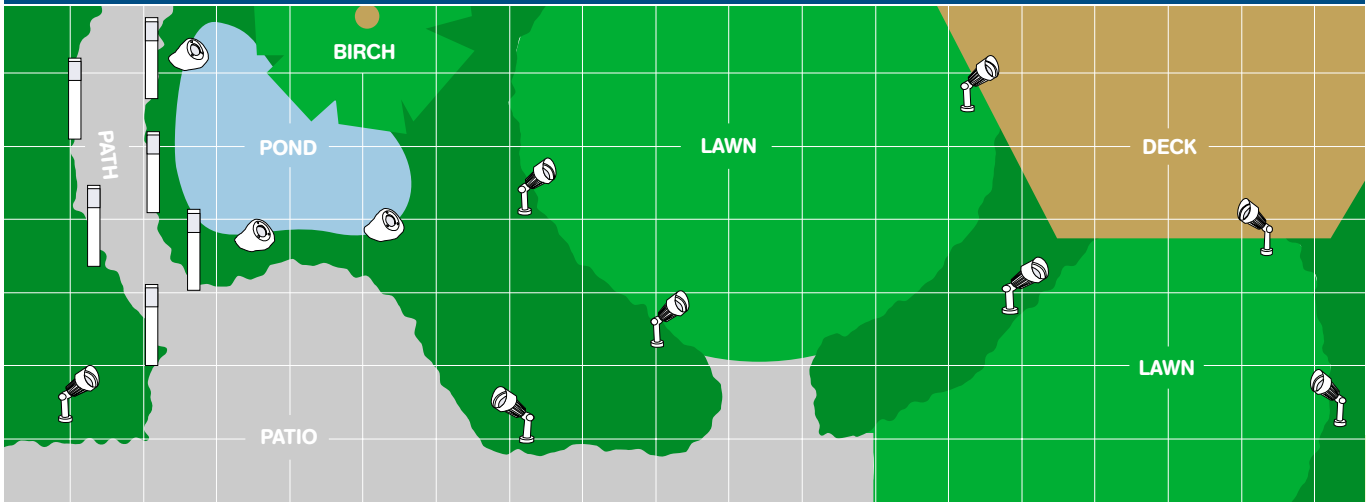 BIRCH
PATH
POND
LAWN
DECK
LAWN
PATIO